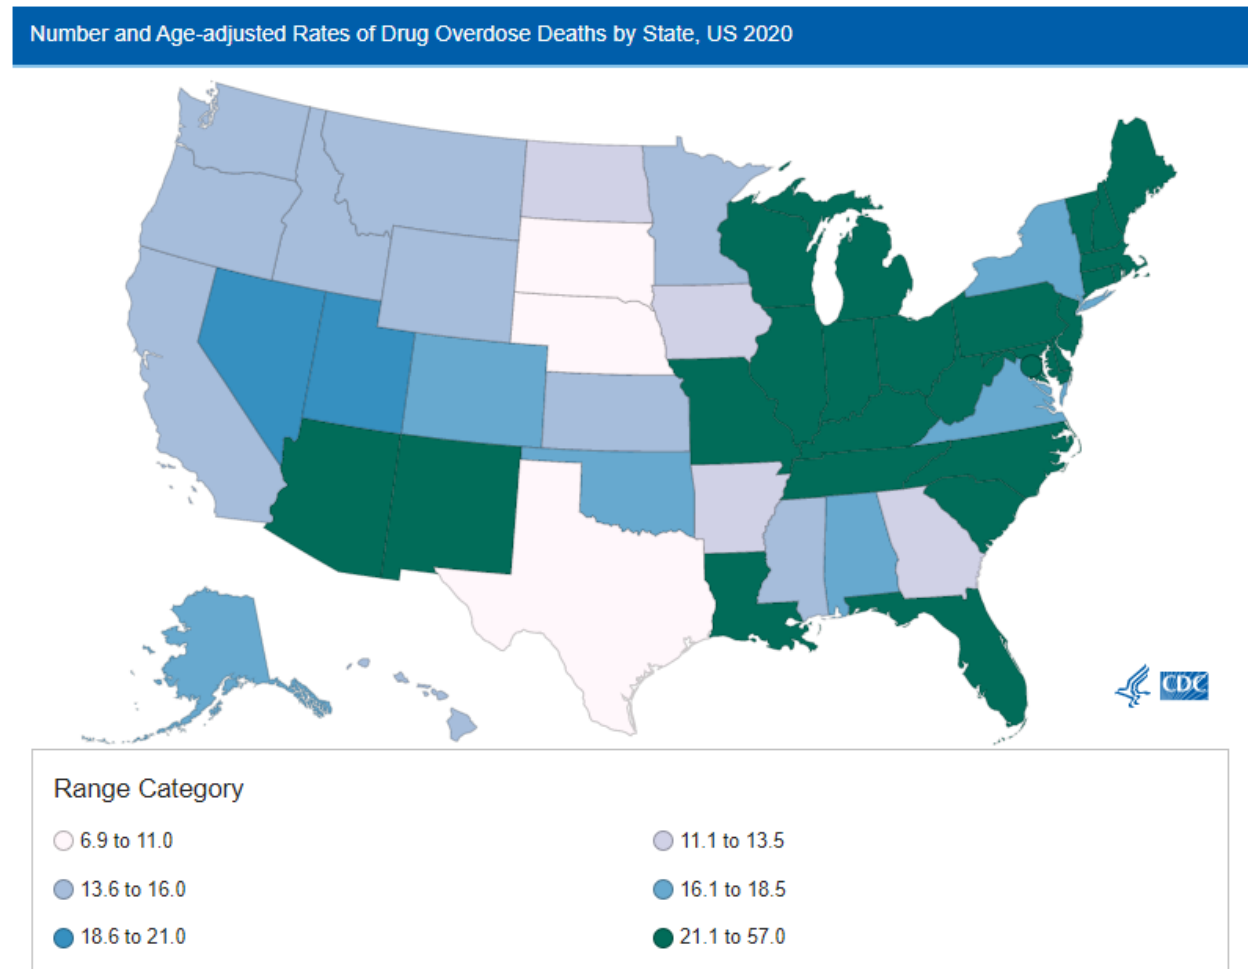 Number and Age-adjusted Rates of Drug Overdose Deaths by State, US 2020
CDC
Range Category
6.9 to 11.0
11.1 to 13.5
13.6 to 16.0
16.1 to 18.5
18.6 to 21.0
21.1 to 57.0